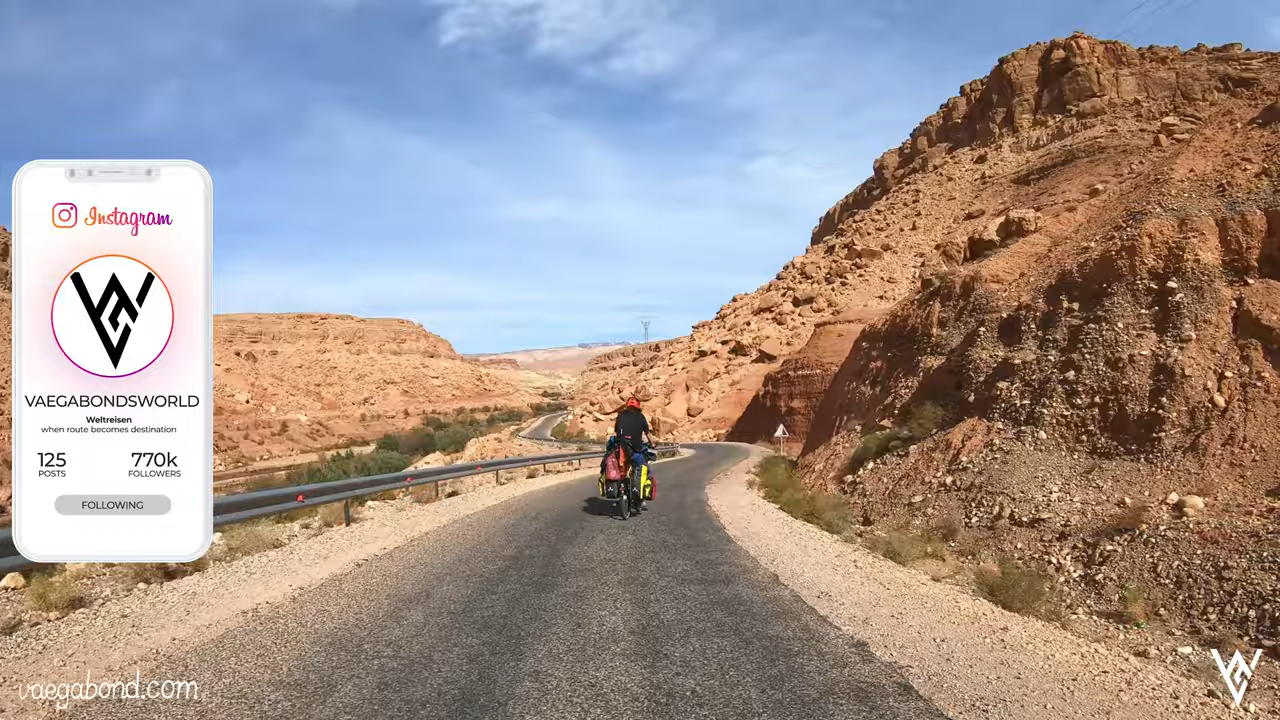 Instagram
VAEGABONDSWORLD
Weltreisen
when route becomes destination
125 770k
POSTS FOLLOWERS
FOLLOWING
vaegabond.com